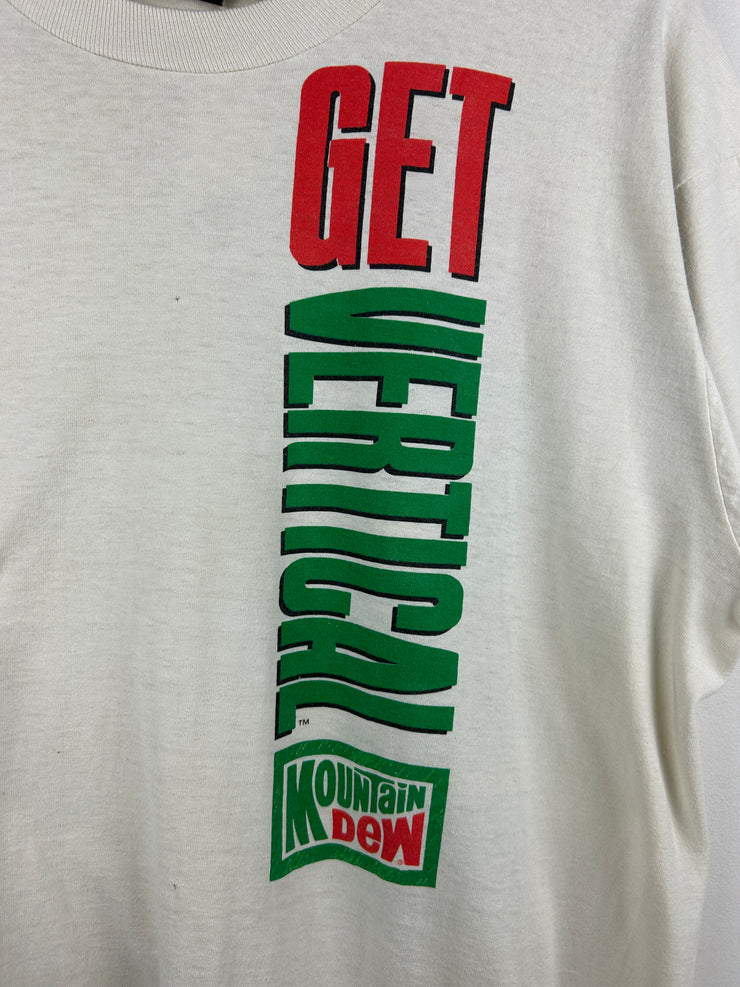 GET
VERTICAL
™
MOUNTAIN
DEW
®